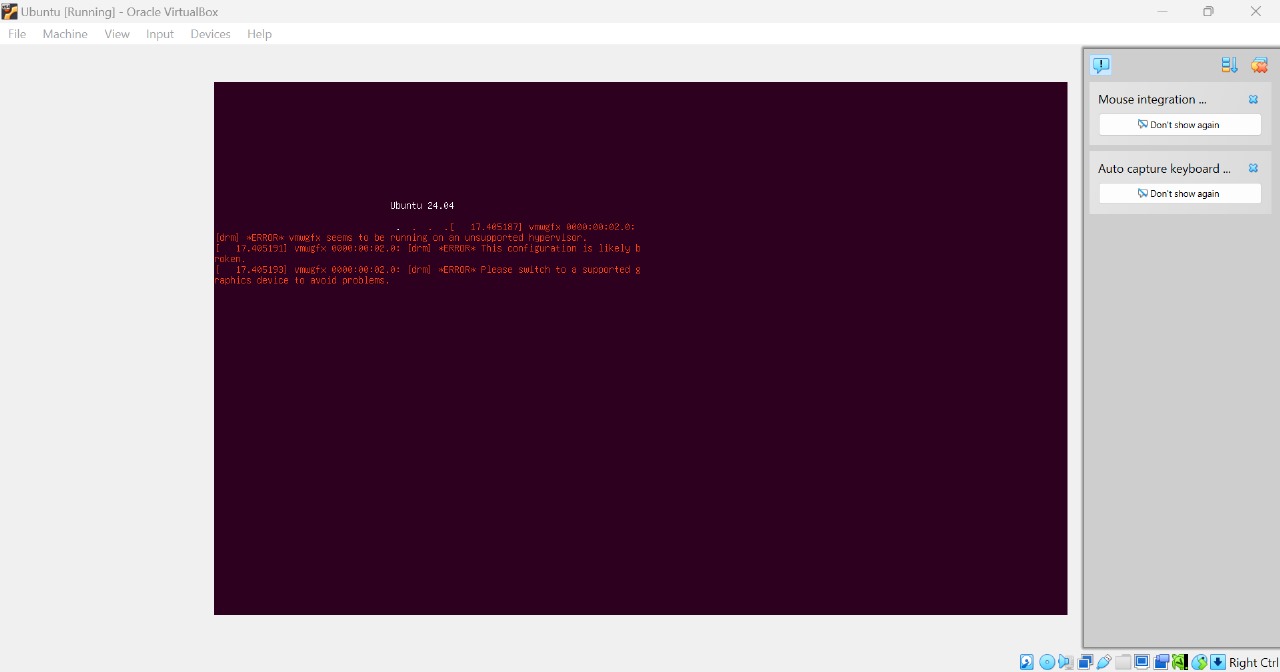 Ubuntu [Running] - Oracle VirtualBox
File Machine View Input Devices Help
Mouse integration ...
Don't show again
Auto capture keyboard ...
Don't show again
Ubuntu 24.04
. . . .[ 17.405187] vmwgfx 0000:00:02.0:
[drm] *ERROR* vmwgfx seems to be running on an unsupported hypervisor.
[ 17.405191] vmwgfx 0000:00:02.0: [drm] *ERROR* This configuration is likely b
roken.
[ 17.405193] vmwgfx 0000:00:02.0: [drm] *ERROR* Please switch to a supported g
raphics device to avoid problems.
Right Ctrl